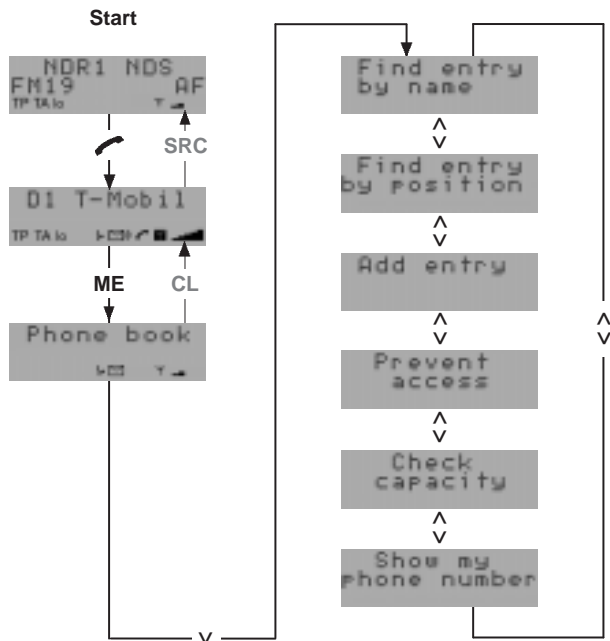 Start
NDR1 NDS
FM19 AF
TP TA lo
SRC
D1 T-Mobil
TP TA lo
ME CL
Phone book
Find entry
by name
Find entry
by position
Add entry
Prevent
access
Check
capacity
Show my
phone number